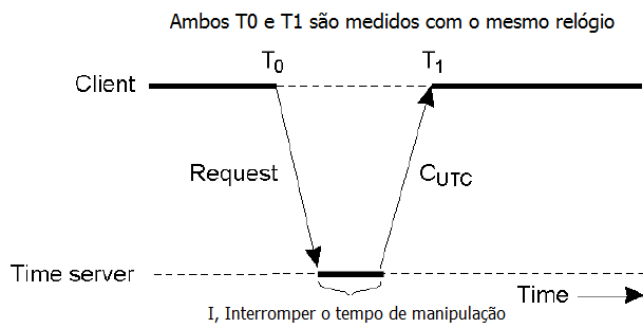 Ambos T0 e T1 são medidos com o mesmo relógio
T0 T1
Client
Request CUTC
Time server
Time
I, Interromper o tempo de manipulação